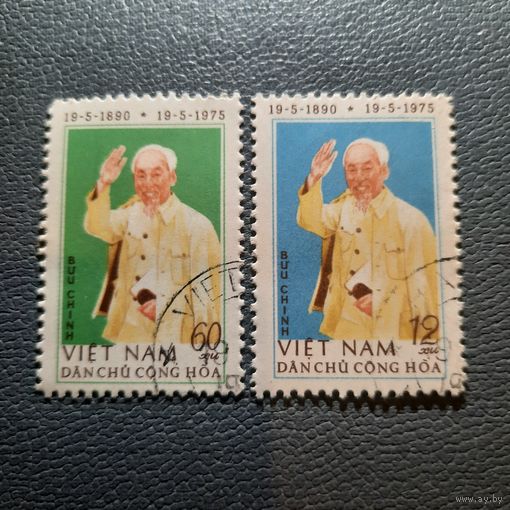 19-5-1890 ★ 19-5-1975
BƯU CHÍNH
60 xu
VIỆT NAM
DÂN CHỦ CỘNG HÒA
VIET
19-5-1890 ★ 19-5-1975
BƯU CHÍNH
12 xu
VIỆT NAM
DÂN CHỦ CỘNG HÒA
www.ay.by